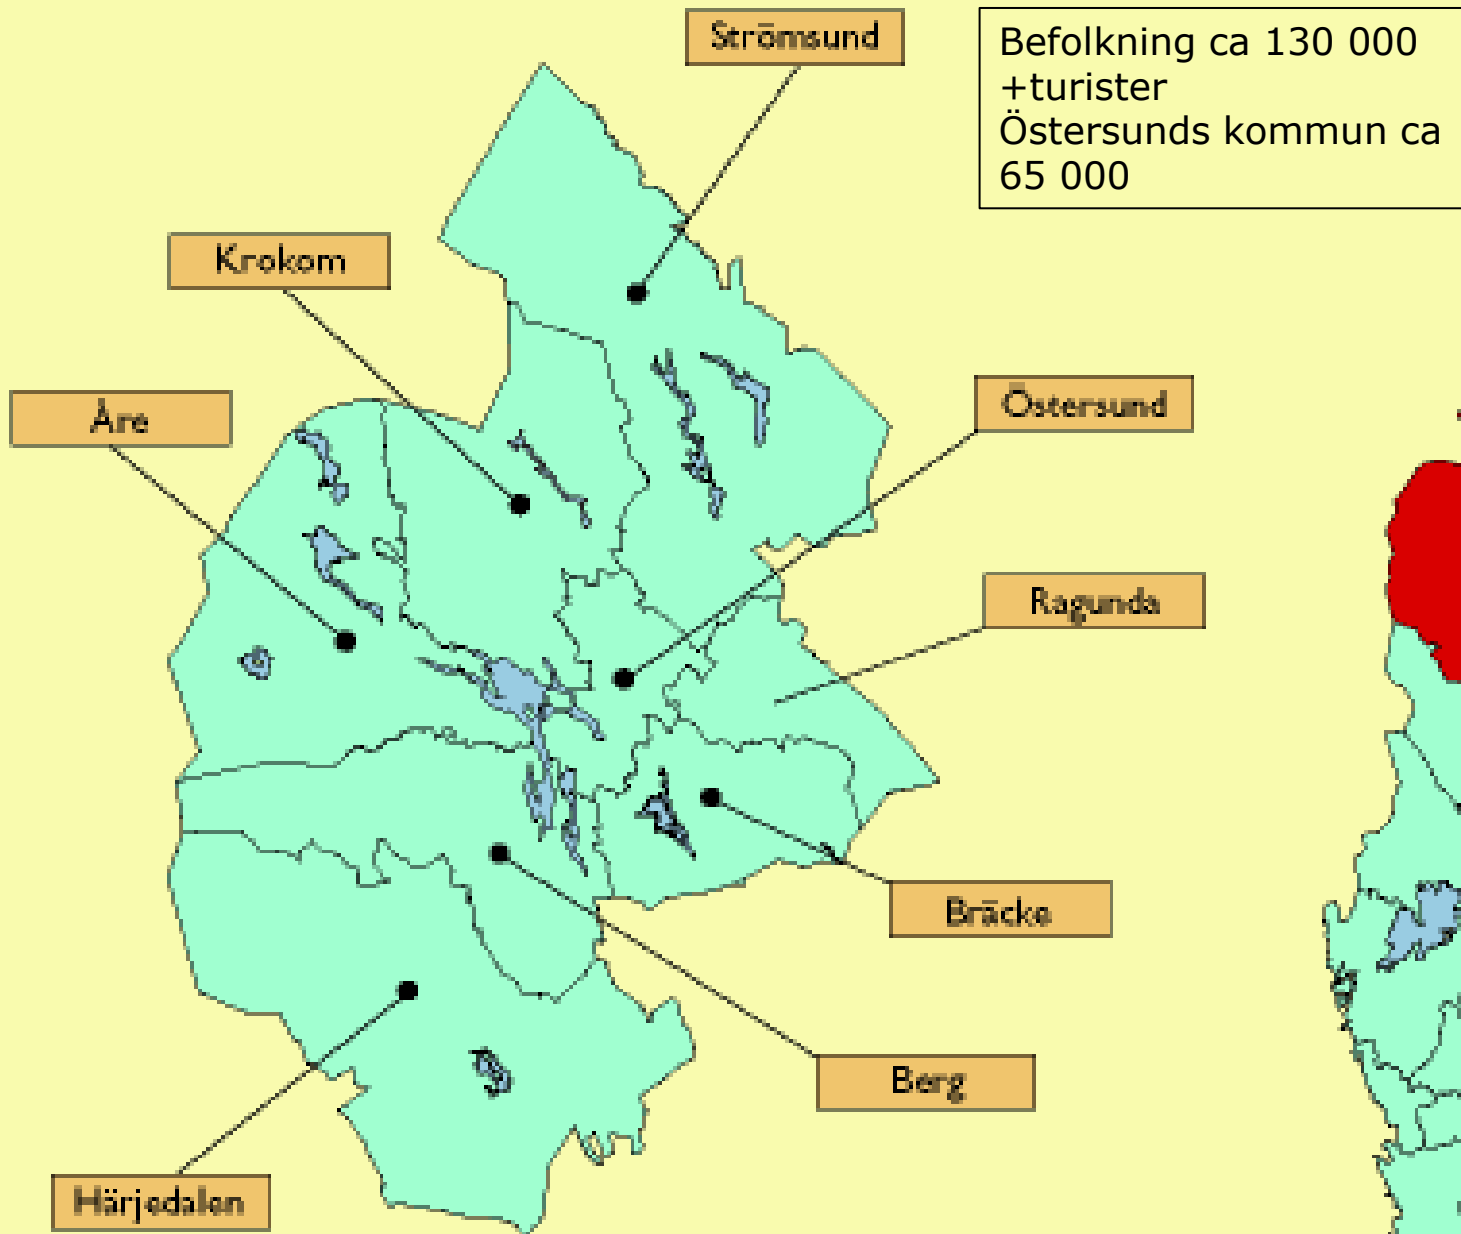 Strömsund
Befolkning ca 130 000
+turister
Östersunds kommun ca
65 000
Krokom
Åre
Östersund
Ragunda
Bräcke
Berg
Härjedalen